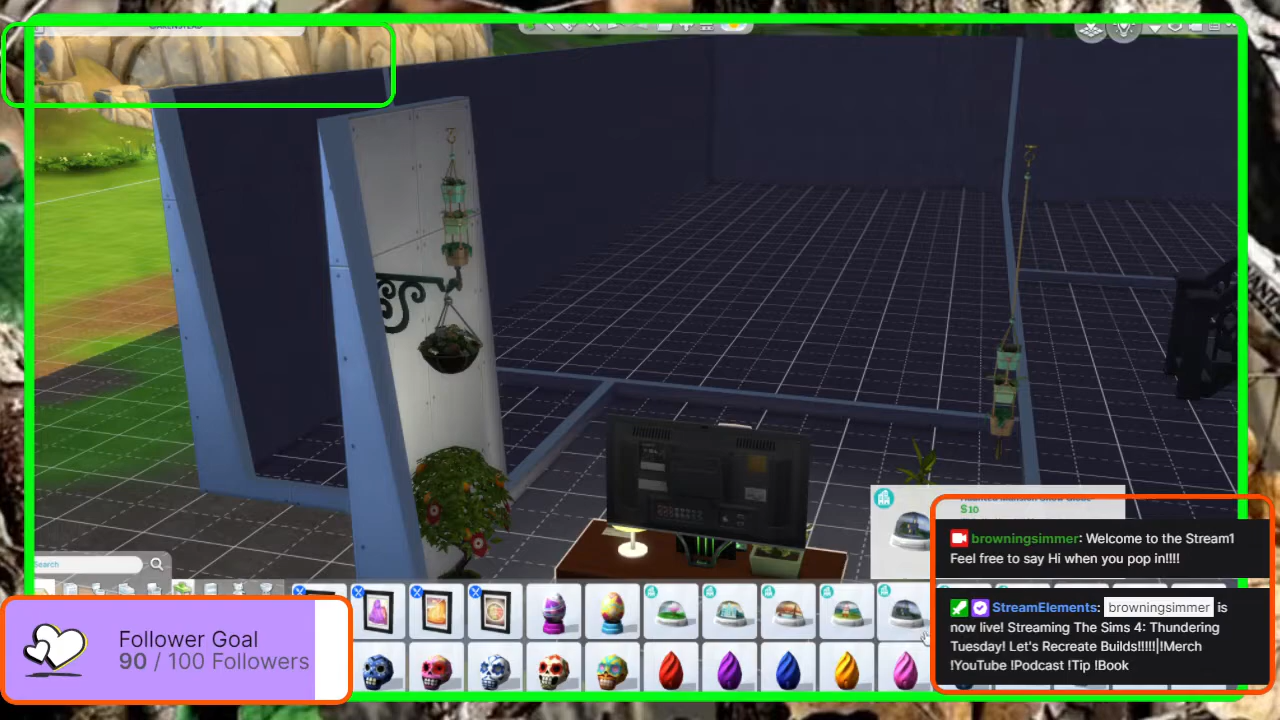 Search
$10
browningsimmer: Welcome to the Stream1
Feel free to say Hi when you pop in!!!!
StreamElements: browningsimmer is
now live! Streaming The Sims 4: Thundering
Tuesday! Let's Recreate Builds!!!!!|!Merch
!YouTube !Podcast !Tip !Book
Follower Goal
90 / 100 Followers